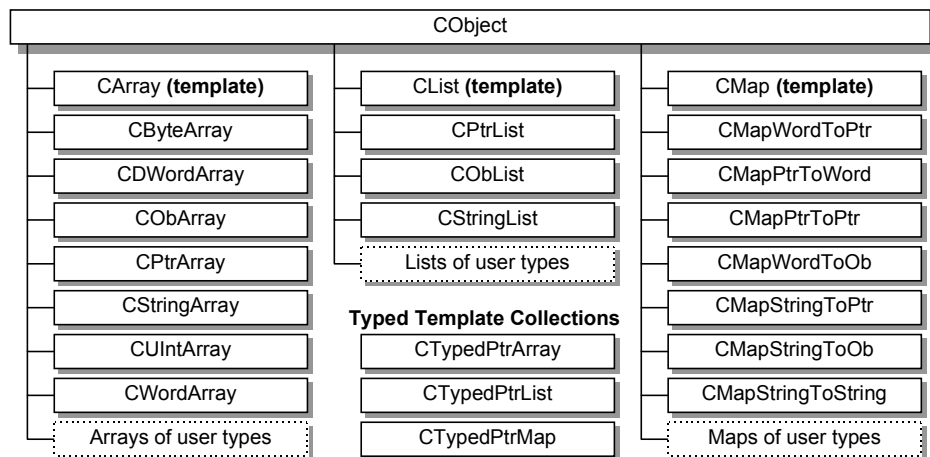 CObject
CArray (template)
CByteArray
CDWordArray
CObArray
CPtrArray
CStringArray
CUIntArray
CWordArray
Arrays of user types
CList (template)
CPtrList
CObList
CStringList
Lists of user types
Typed Template Collections
CTypedPtrArray
CTypedPtrList
CTypedPtrMap
CMap (template)
CMapWordToPtr
CMapPtrToWord
CMapPtrToPtr
CMapWordToOb
CMapStringToPtr
CMapStringToOb
CMapStringToString
Maps of user types